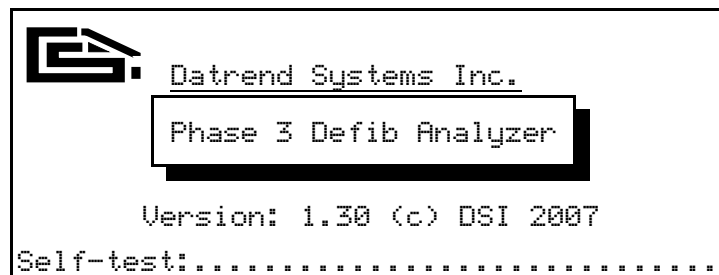 Datrend Systems Inc.
Phase 3 Defib Analyzer
Version: 1.30 (c) DSI 2007
Self-test:..............................